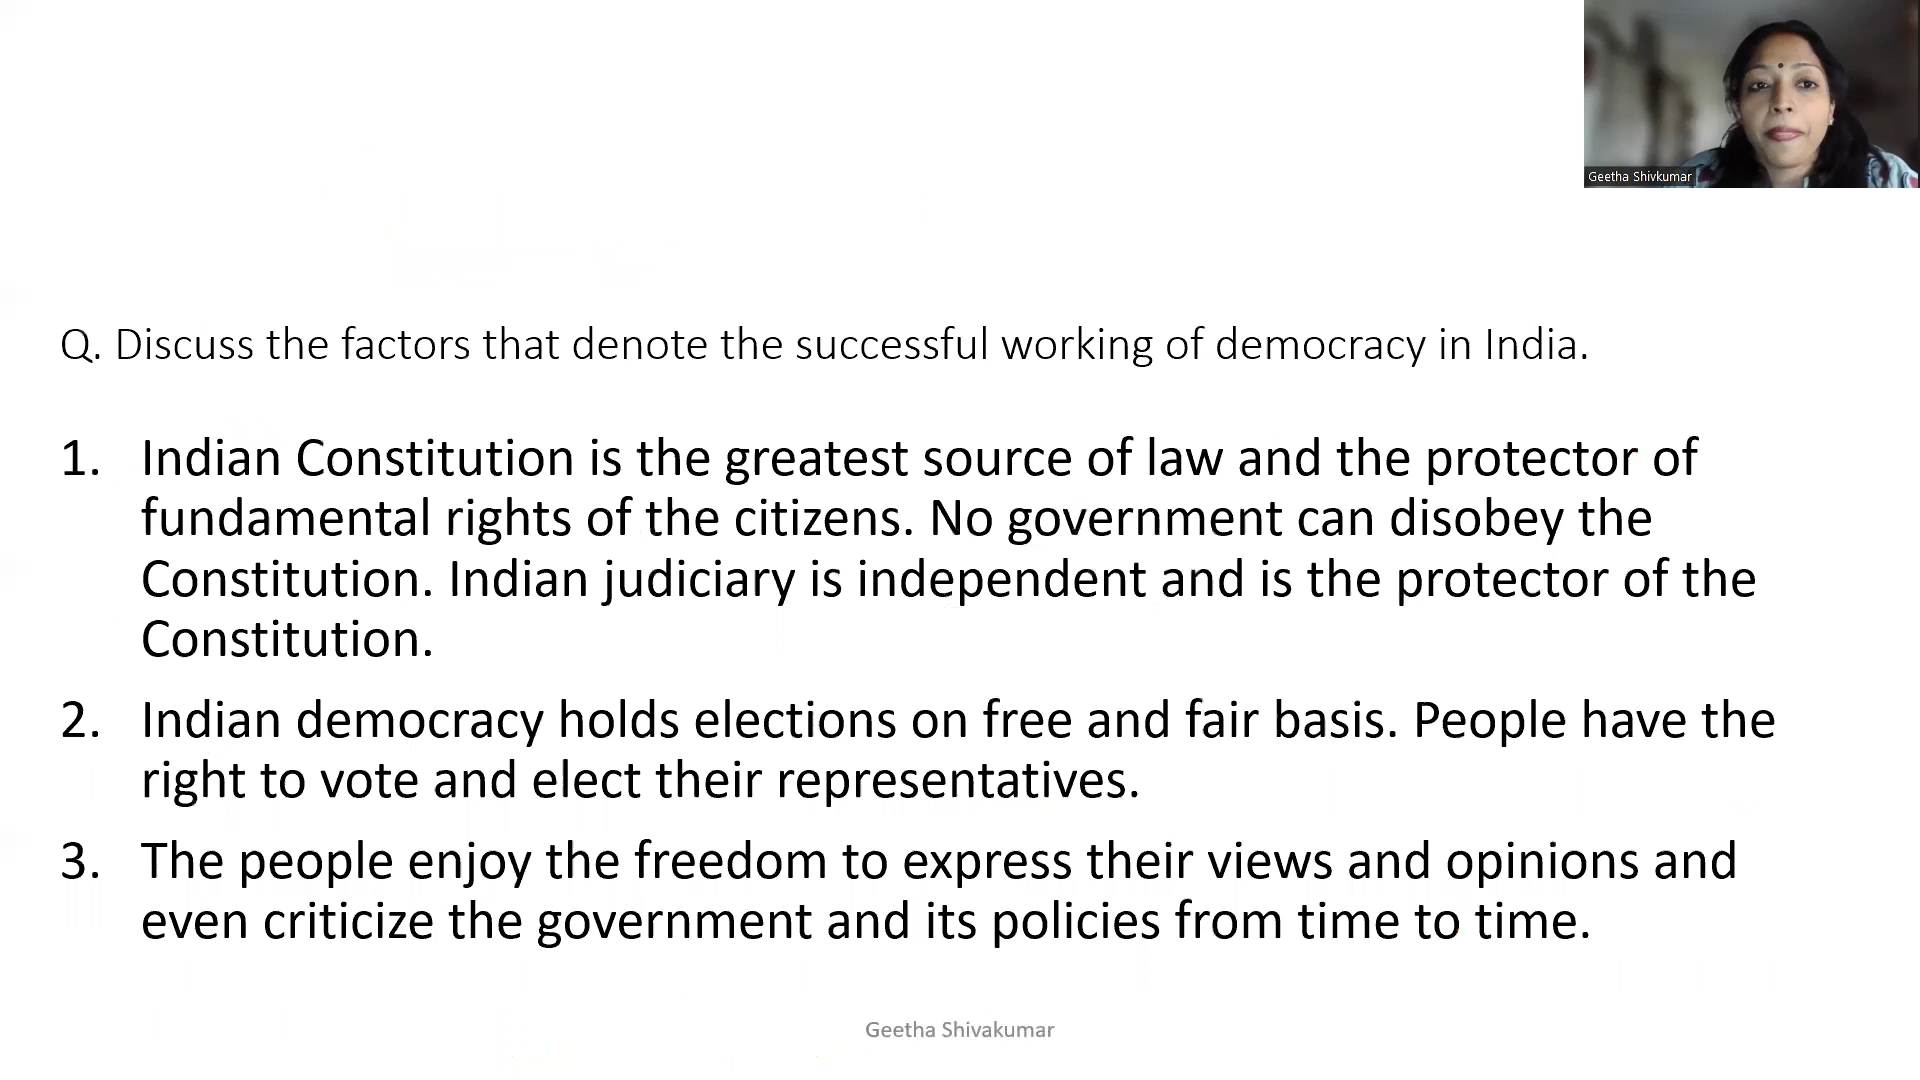 Geetha Shivkumar
Q. Discuss the factors that denote the successful working of democracy in India.
1. Indian Constitution is the greatest source of law and the protector of
fundamental rights of the citizens. No government can disobey the
Constitution. Indian judiciary is independent and is the protector of the
Constitution.
2. Indian democracy holds elections on free and fair basis. People have the
right to vote and elect their representatives.
3. The people enjoy the freedom to express their views and opinions and
even criticize the government and its policies from time to time.
Geetha Shivakumar